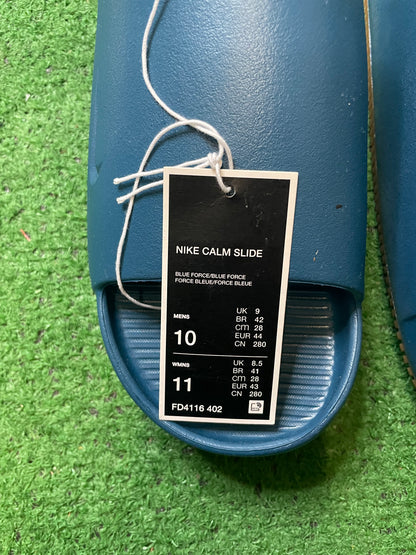 NIKE CALM SLIDE
BLUE FORCE/BLUE FORCE
FORCE BLEUE/FORCE BLEUE
MENS
10
UK 9
BR 42
CM 28
EUR 44
CN 280
WMNS
11
UK 8.5
BR 41
CM 28
EUR 43
CN 280
FD4116 402